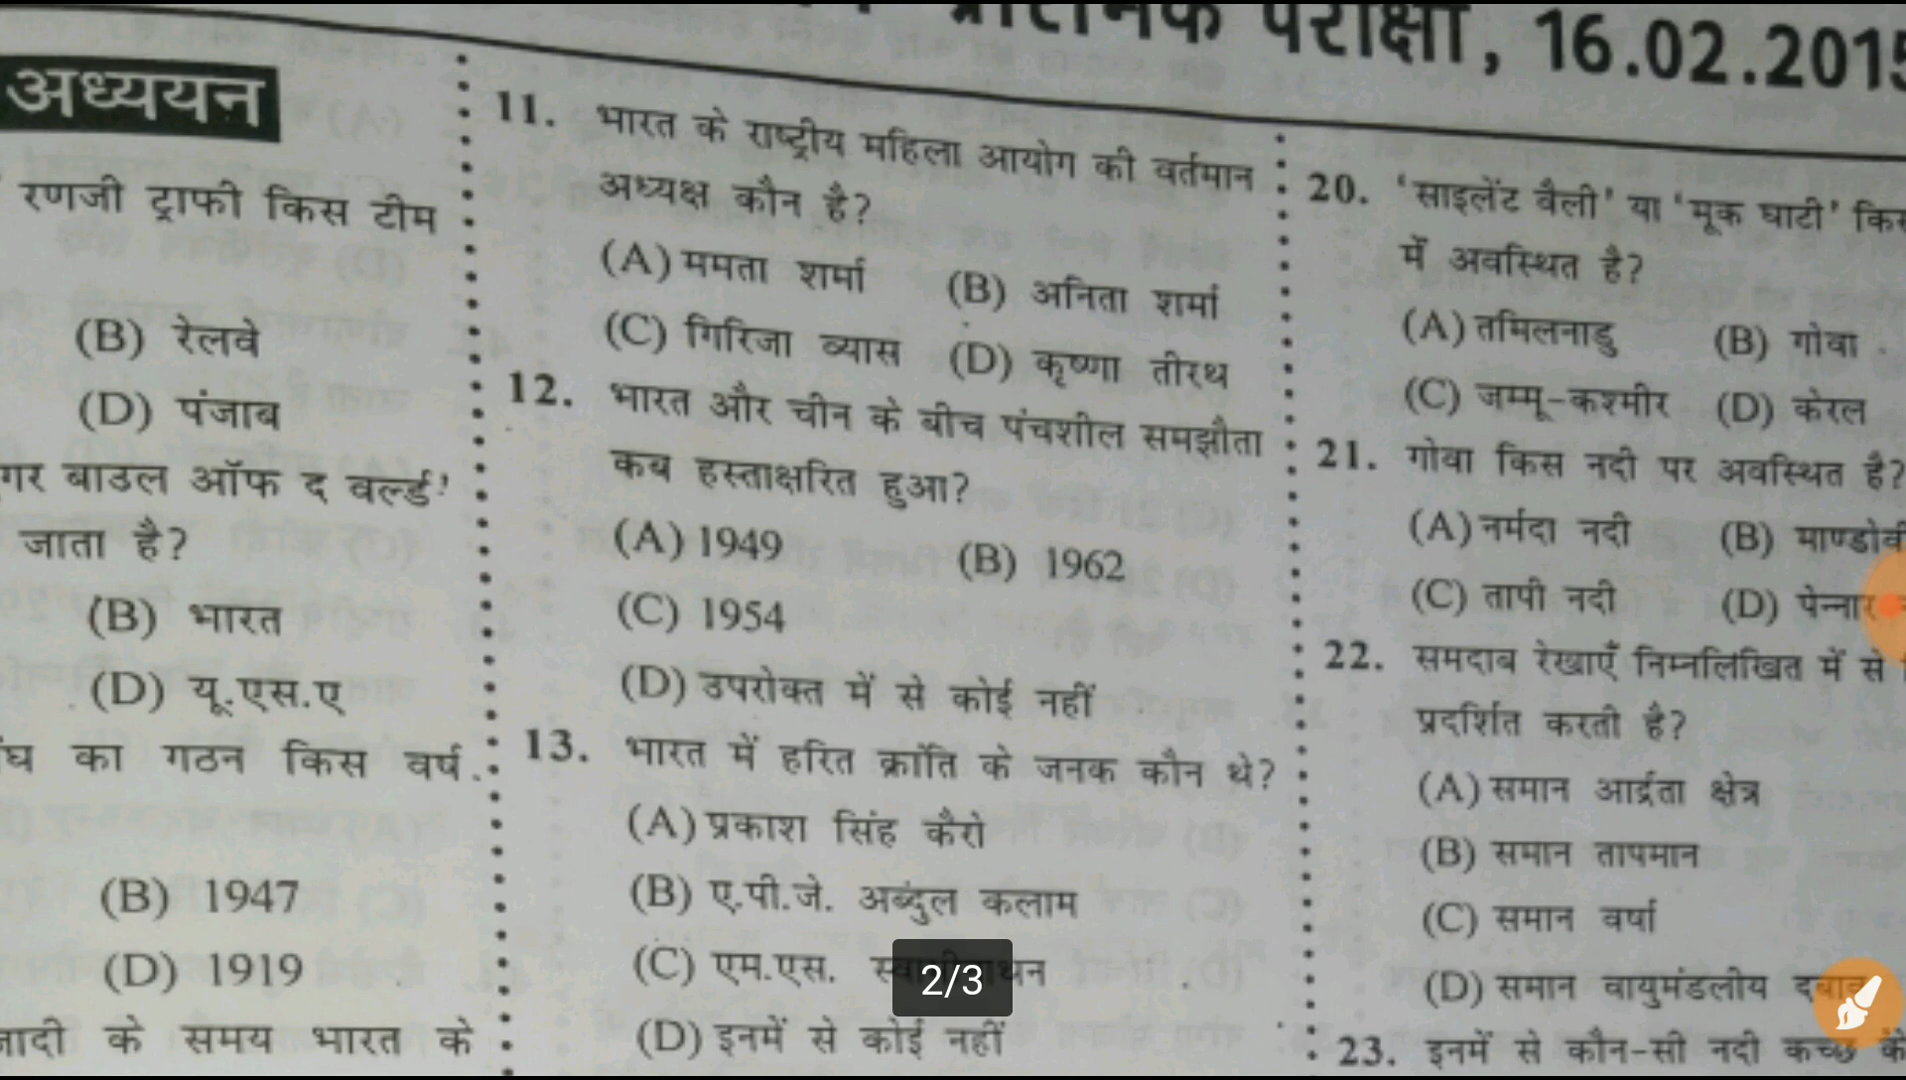 परीक्षा, 16.02.2015
अध्ययन
रणजी ट्राफी किस टीम
(B) रेलवे
(D) पंजाब
बाउल ऑफ द वर्ल्ड'
जाता है?
(B) भारत
(D) यू.एस.ए
का गठन किस वर्ष
(B) 1947
(D) 1919
के समय भारत के
11. भारत के राष्ट्रीय महिला आयोग की वर्तमान
अध्यक्ष कौन है?
(A) ममता शर्मा (B) अनिता शर्मा
(C) गिरिजा व्यास (D) कृष्णा तीरथ
12. भारत और चीन के बीच पंचशील समझौता
कब हस्ताक्षरित हुआ?
(A) 1949 (B) 1962
(C) 1954
(D) उपरोक्त में से कोई नहीं
13. भारत में हरित क्रांति के जनक कौन थे?
(A) प्रकाश सिंह कैरो
(B) ए.पी.जे. अब्दुल कलाम
(C) एम.एस.
2/3
(D) इनमें से कोई नहीं
20. 'साइलेंट वैली' या 'मूक घाटी'
में अवस्थित है?
(A) तमिलनाडु (B) गोवा
(C) जम्मू-कश्मीर (D) केरल
21. गोवा किस नदी पर अवस्थित है?
(A) नर्मदा नदी (B)
(C) तापी नदी (D) पेन्नार
22. समदाब रेखाएँ निम्नलिखित में से
प्रदर्शित करती है?
(A) समान आर्द्रता क्षेत्र
(B) समान तापमान
(C) समान वर्षा
(D) समान वायुमंडलीय दबाव
23. इनमें से कौन-सी नदी कच्छ के